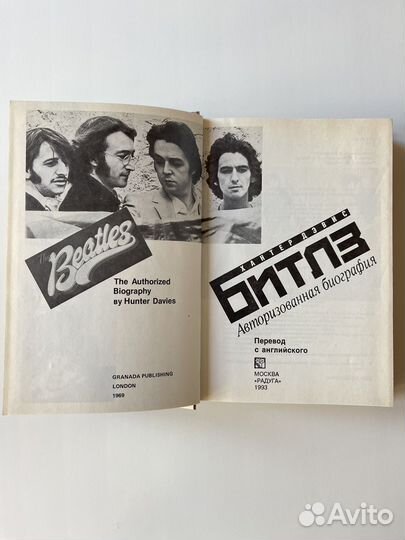 The
Beatles
The Authorized
Biography
by Hunter Davies
GRANADA PUBLISHING
LONDON
1969
ХАНТЕР ДЭВИС
БИТЛЗ
Авторизованная биография
Перевод
с английского
МОСКВА
«РАДУГА»
1993
Avito